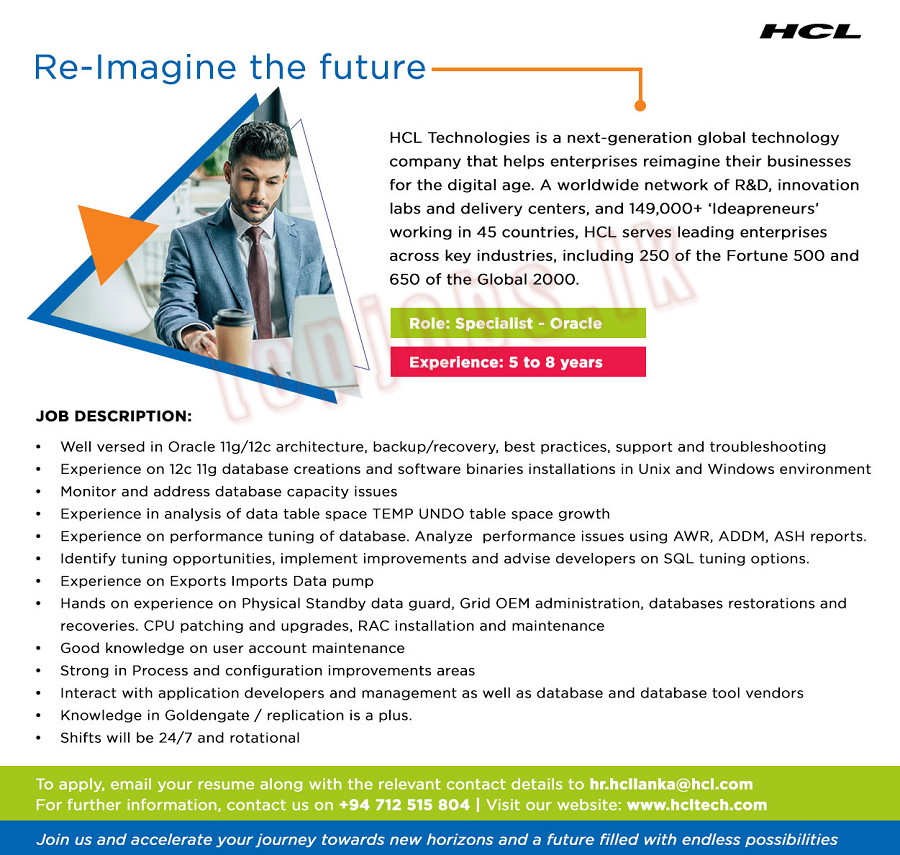 HCL
Re-Imagine the future
HCL Technologies is a next-generation global technology
company that helps enterprises reimagine their businesses
for the digital age. A worldwide network of R&D, innovation
labs and delivery centers, and 149,000+ ‘Ideapreneurs’
working in 45 countries, HCL serves leading enterprises
across key industries, including 250 of the Fortune 500 and
650 of the Global 2000.
topjobs.lk
Role: Specialist - Oracle
Experience: 5 to 8 years
JOB DESCRIPTION:
• Well versed in Oracle 11g/12c architecture, backup/recovery, best practices, support and troubleshooting
• Experience on 12c 11g database creations and software binaries installations in Unix and Windows environment
• Monitor and address database capacity issues
• Experience in analysis of data table space TEMP UNDO table space growth
• Experience on performance tuning of database. Analyze  performance issues using AWR, ADDM, ASH reports.
• Identify tuning opportunities, implement improvements and advise developers on SQL tuning options.
• Experience on Exports Imports Data pump
• Hands on experience on Physical Standby data guard, Grid OEM administration, databases restorations and
recoveries. CPU patching and upgrades, RAC installation and maintenance
• Good knowledge on user account maintenance
• Strong in Process and configuration improvements areas
• Interact with application developers and management as well as database and database tool vendors
• Knowledge in Goldengate / replication is a plus.
• Shifts will be 24/7 and rotational
To apply, email your resume along with the relevant contact details to hr.hcllanka@hcl.com
For further information, contact us on +94 712 515 804 | Visit our website: www.hcltech.com
Join us and accelerate your journey towards new horizons and a future filled with endless possibilities